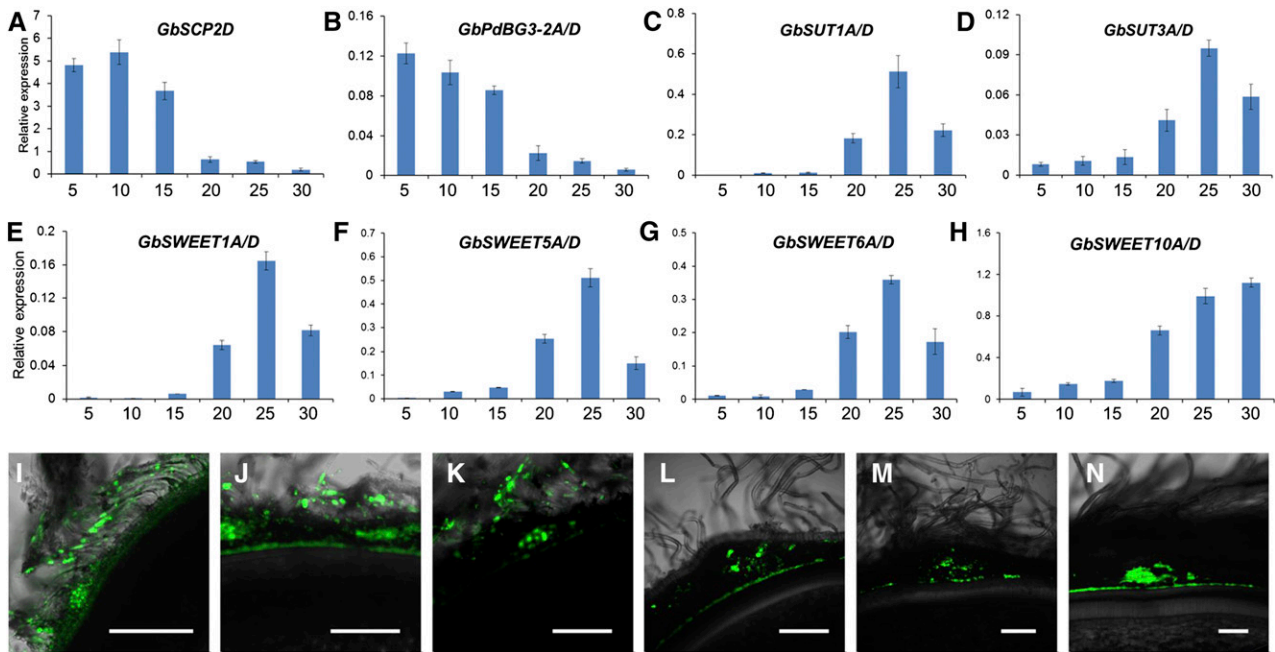 A
GbSCP2D
Relative expression
7
6
5
4
3
2
1
0
5 10 15 20 25 30
B
GbPdBG3-2A/D
0.16
0.12
0.08
0.04
0
5 10 15 20 25 30
C
GbSUT1A/D
0.8
0.6
0.4
0.2
0.0
5 10 15 20 25 30
D
GbSUT3A/D
0.12
0.09
0.06
0.03
0
5 10 15 20 25 30
E
GbSWEET1A/D
Relative expression
0.2
0.16
0.12
0.08
0.04
0
5 10 15 20 25 30
F
GbSWEET5A/D
0.7
0.6
0.5
0.4
0.3
0.2
0.1
0
5 10 15 20 25 30
G
GbSWEET6A/D
0.5
0.4
0.3
0.2
0.1
0
5 10 15 20 25 30
H
GbSWEET10A/D
1.6
1.2
0.8
0.4
0.0
5 10 15 20 25 30
I
J
K
L
M
N